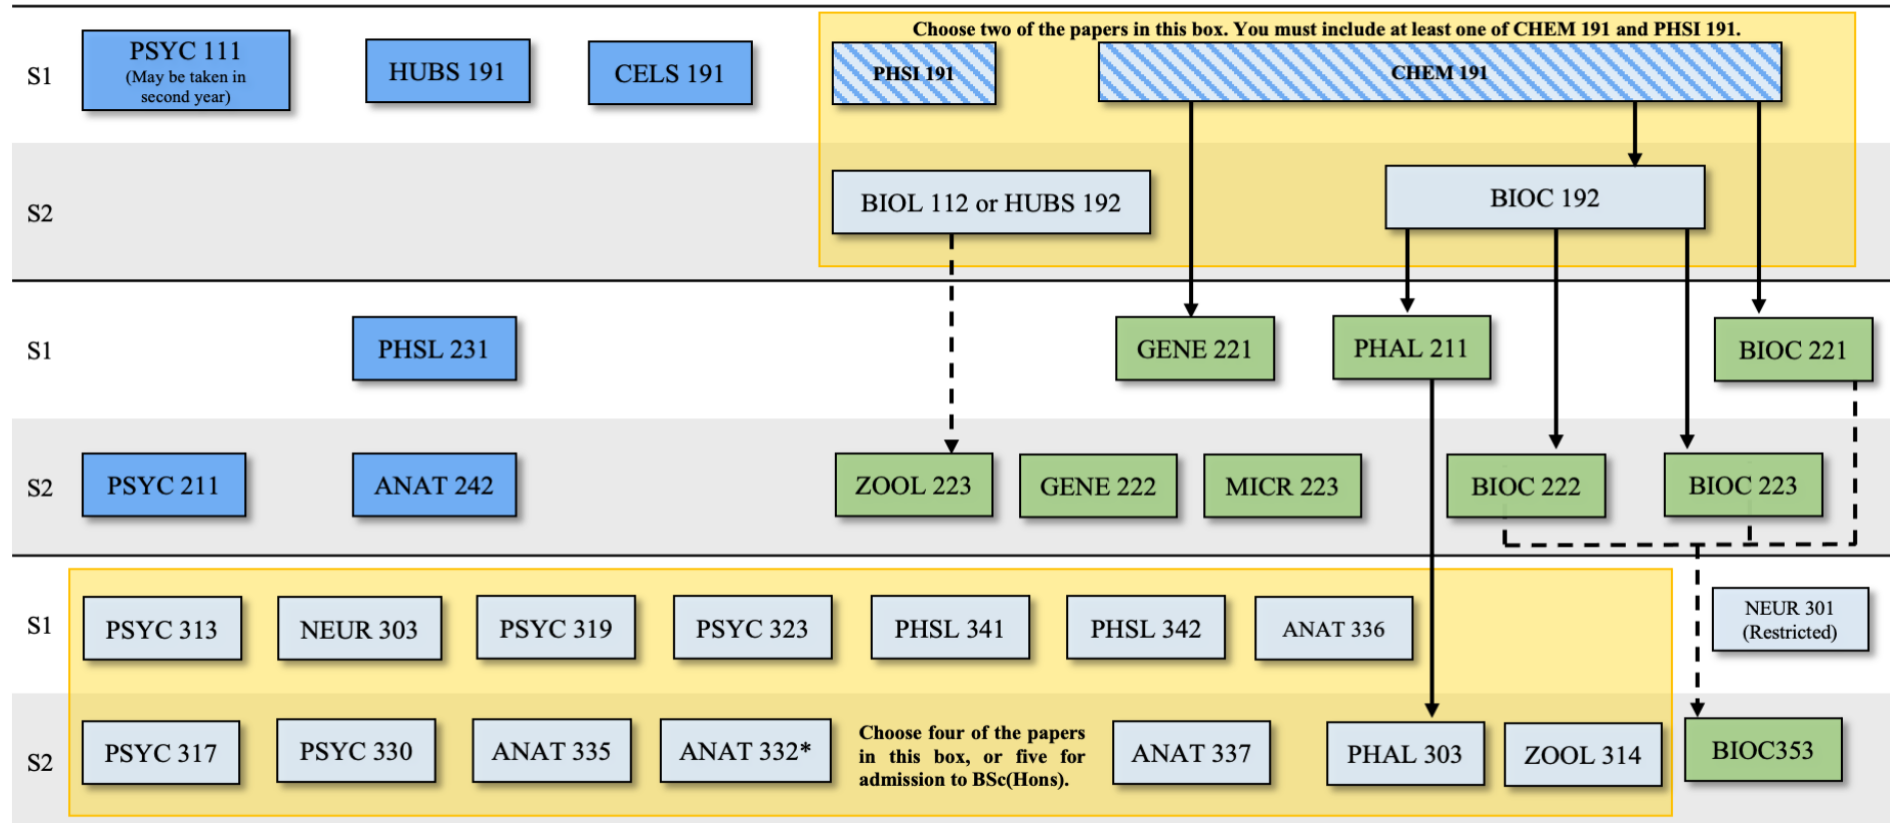 Choose two of the papers in this box. You must include at least one of CHEM 191 and PHSI 191.
S1
PSYC 111
(May be taken in
second year)
HUBS 191
CELS 191
PHSI 191
CHEM 191
S2
BIOL 112 or HUBS 192
BIOC 192
S1
PHSL 231
GENE 221
PHAL 211
BIOC 221
S2
PSYC 211
ANAT 242
ZOOL 223
GENE 222
MICR 223
BIOC 222
BIOC 223
S1
PSYC 313
NEUR 303
PSYC 319
PSYC 323
PHSL 341
PHSL 342
ANAT 336
NEUR 301
(Restricted)
S2
PSYC 317
PSYC 330
ANAT 335
ANAT 332*
Choose four of the papers
in this box, or five for
admission to BSc(Hons).
ANAT 337
PHAL 303
ZOOL 314
BIOC353